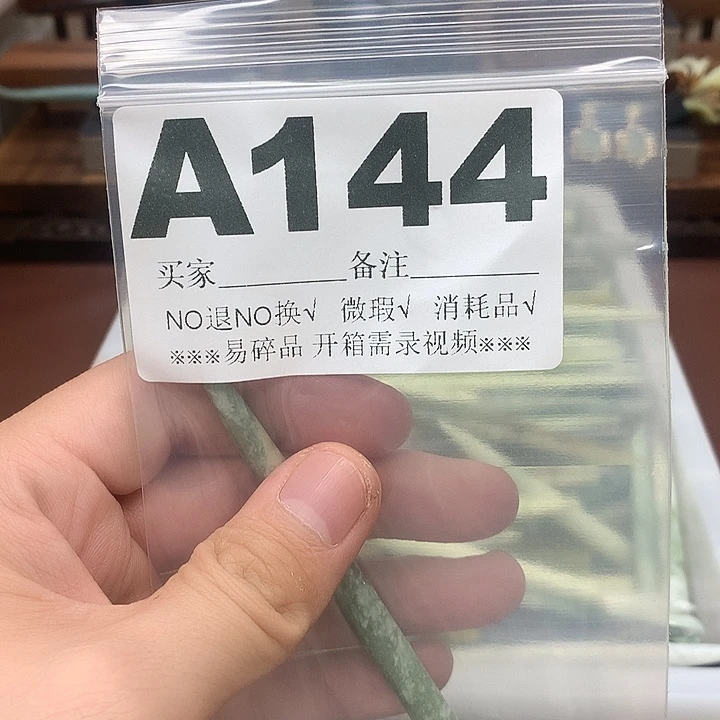 A144
买家________备注________
NO退NO换√ 微瑕√ 消耗品√
※※※易碎品 开箱需录视频※※※